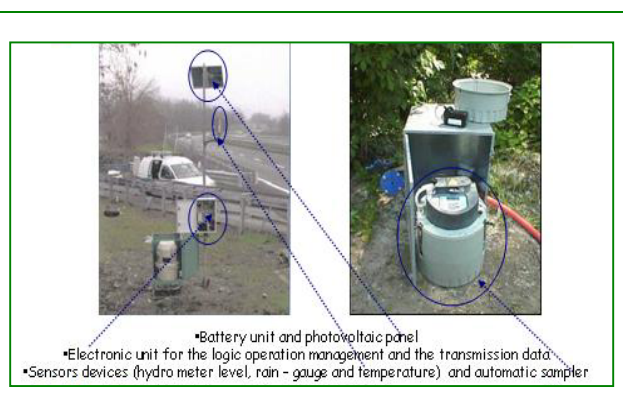 ▪Battery unit and photovoltaic panel
▪Electronic unit for the logic operation management and the transmission data
▪Sensors devices (hydro meter level, rain - gauge and temperature) and automatic sampler